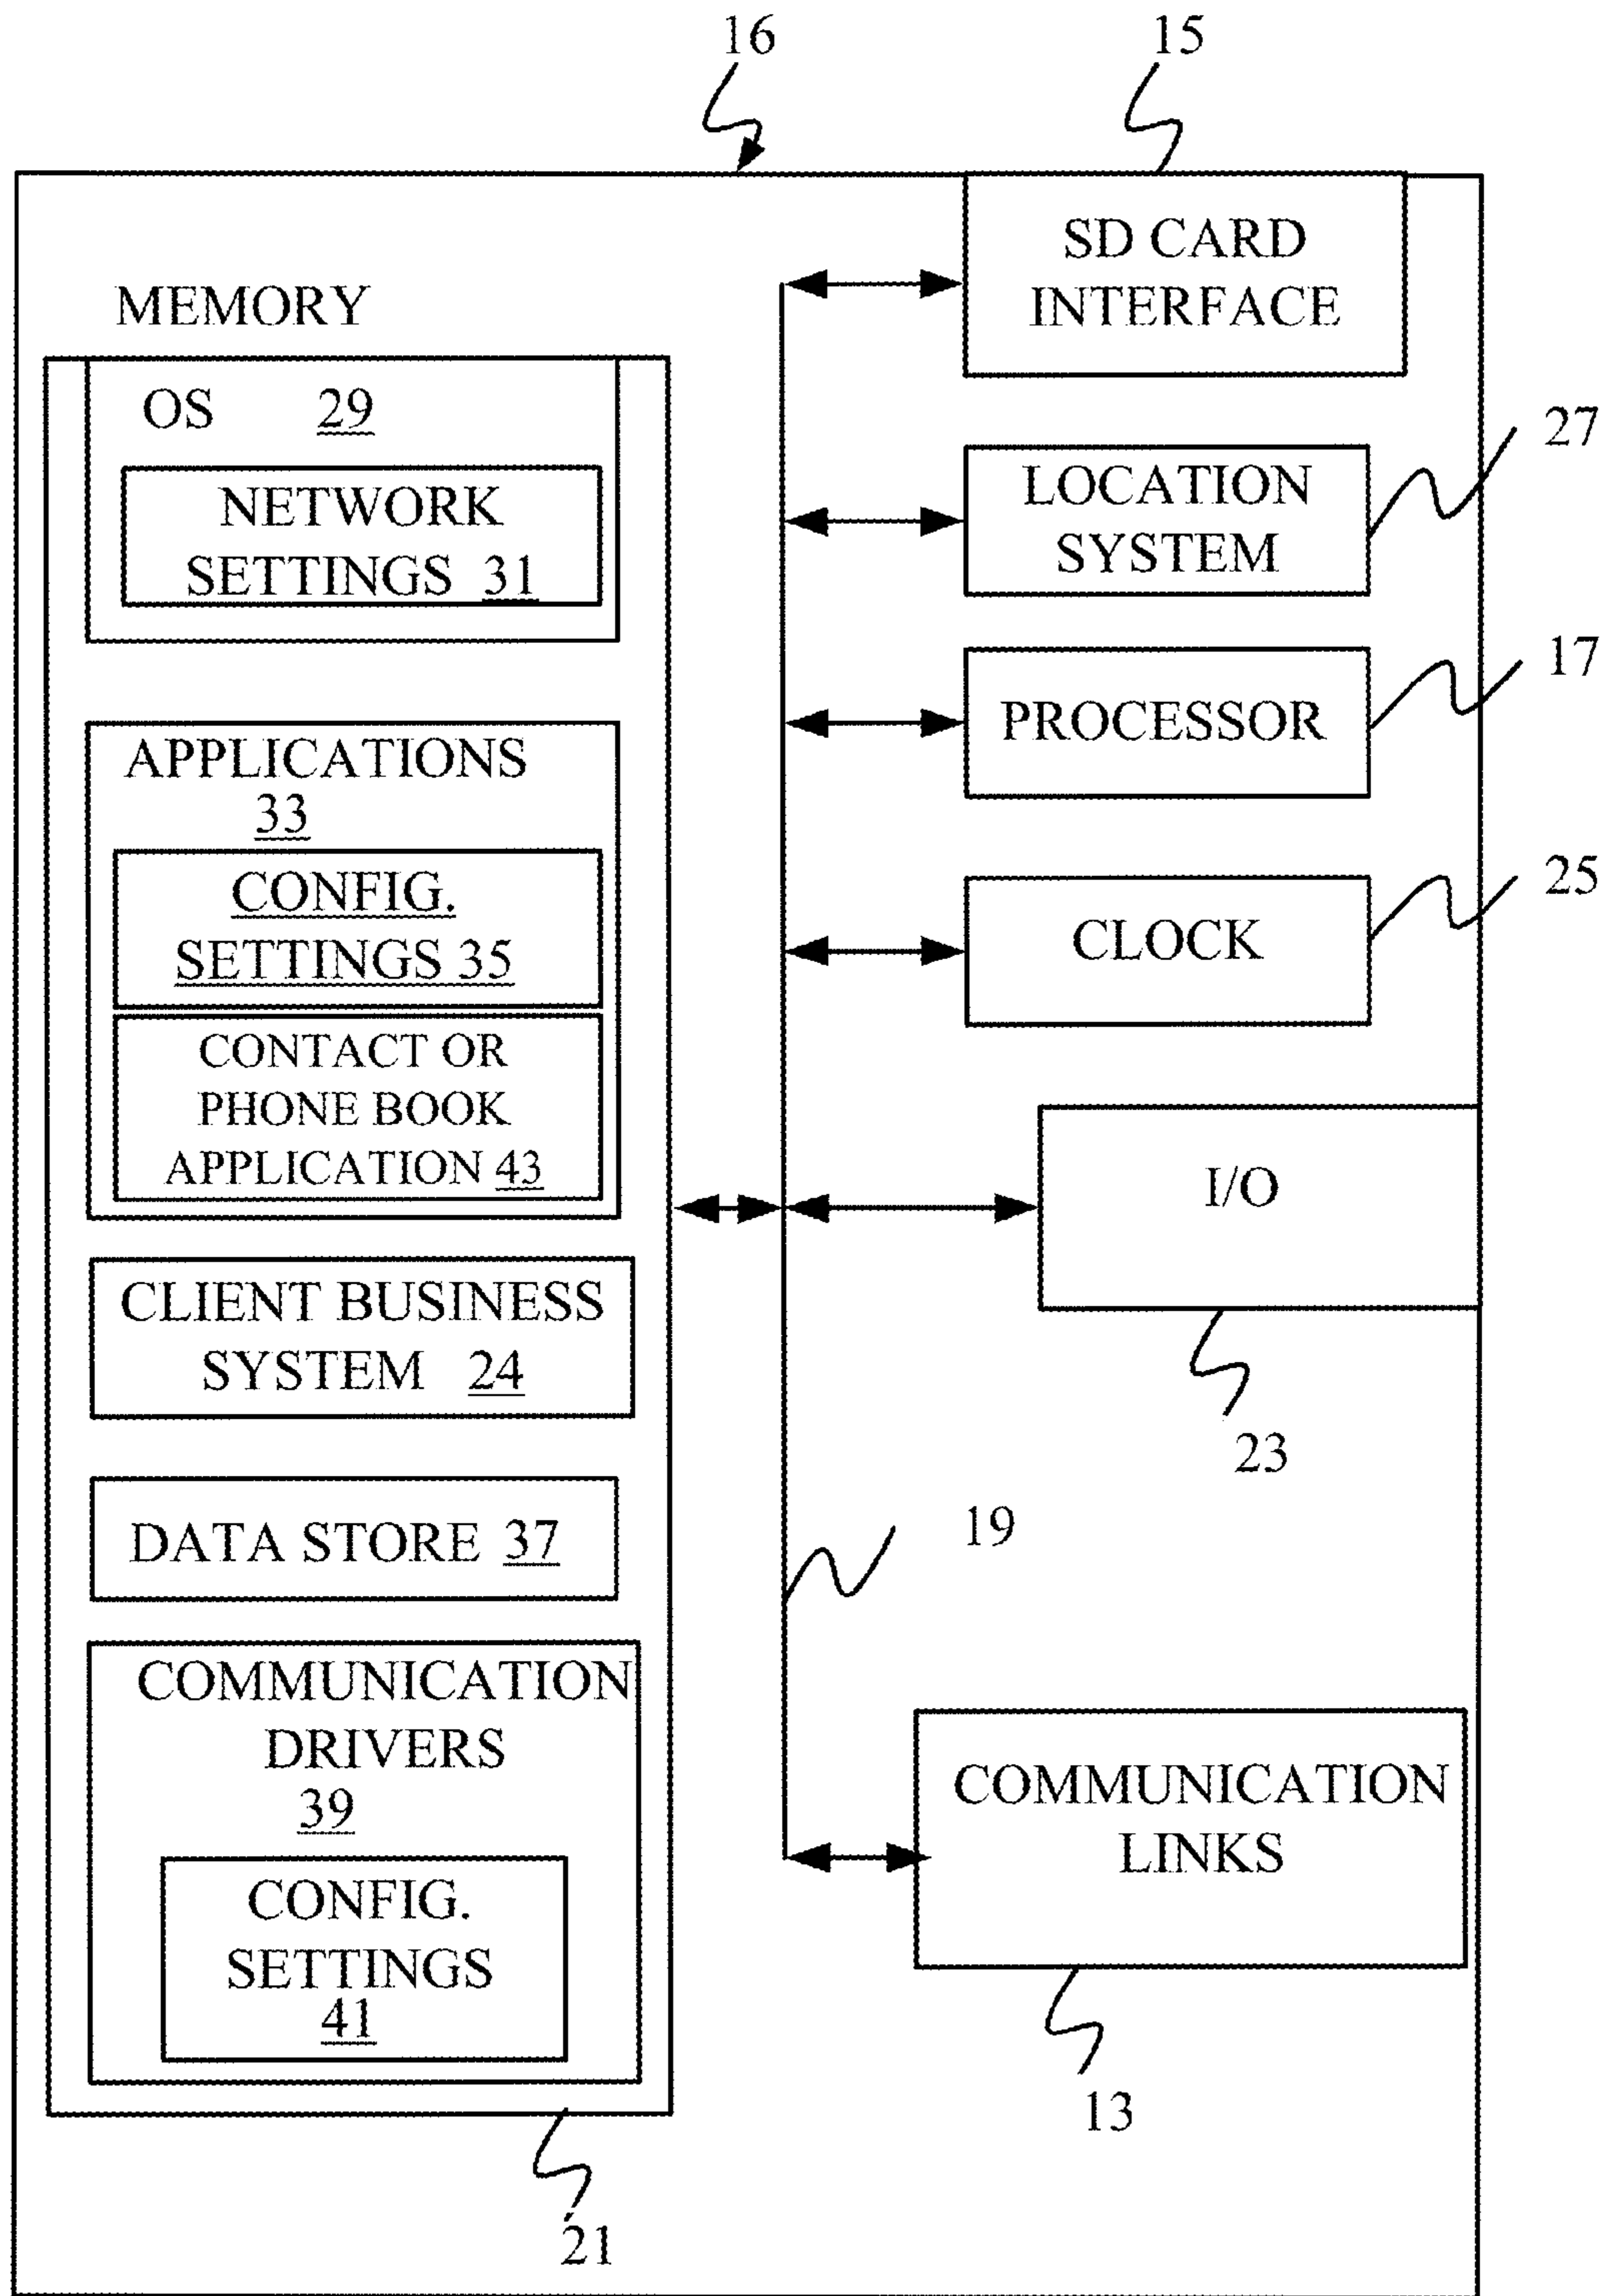 16
15
SD CARD
INTERFACE
MEMORY
OS 29
NETWORK
SETTINGS 31
27
LOCATION
SYSTEM
17
PROCESSOR
APPLICATIONS
33
CONFIG.
SETTINGS 35
25
CLOCK
CONTACT OR
PHONE BOOK
APPLICATION 43
I/O
23
CLIENT BUSINESS
SYSTEM 24
DATA STORE 37
19
COMMUNICATION
DRIVERS
39
CONFIG.
SETTINGS
41
COMMUNICATION
LINKS
13
21